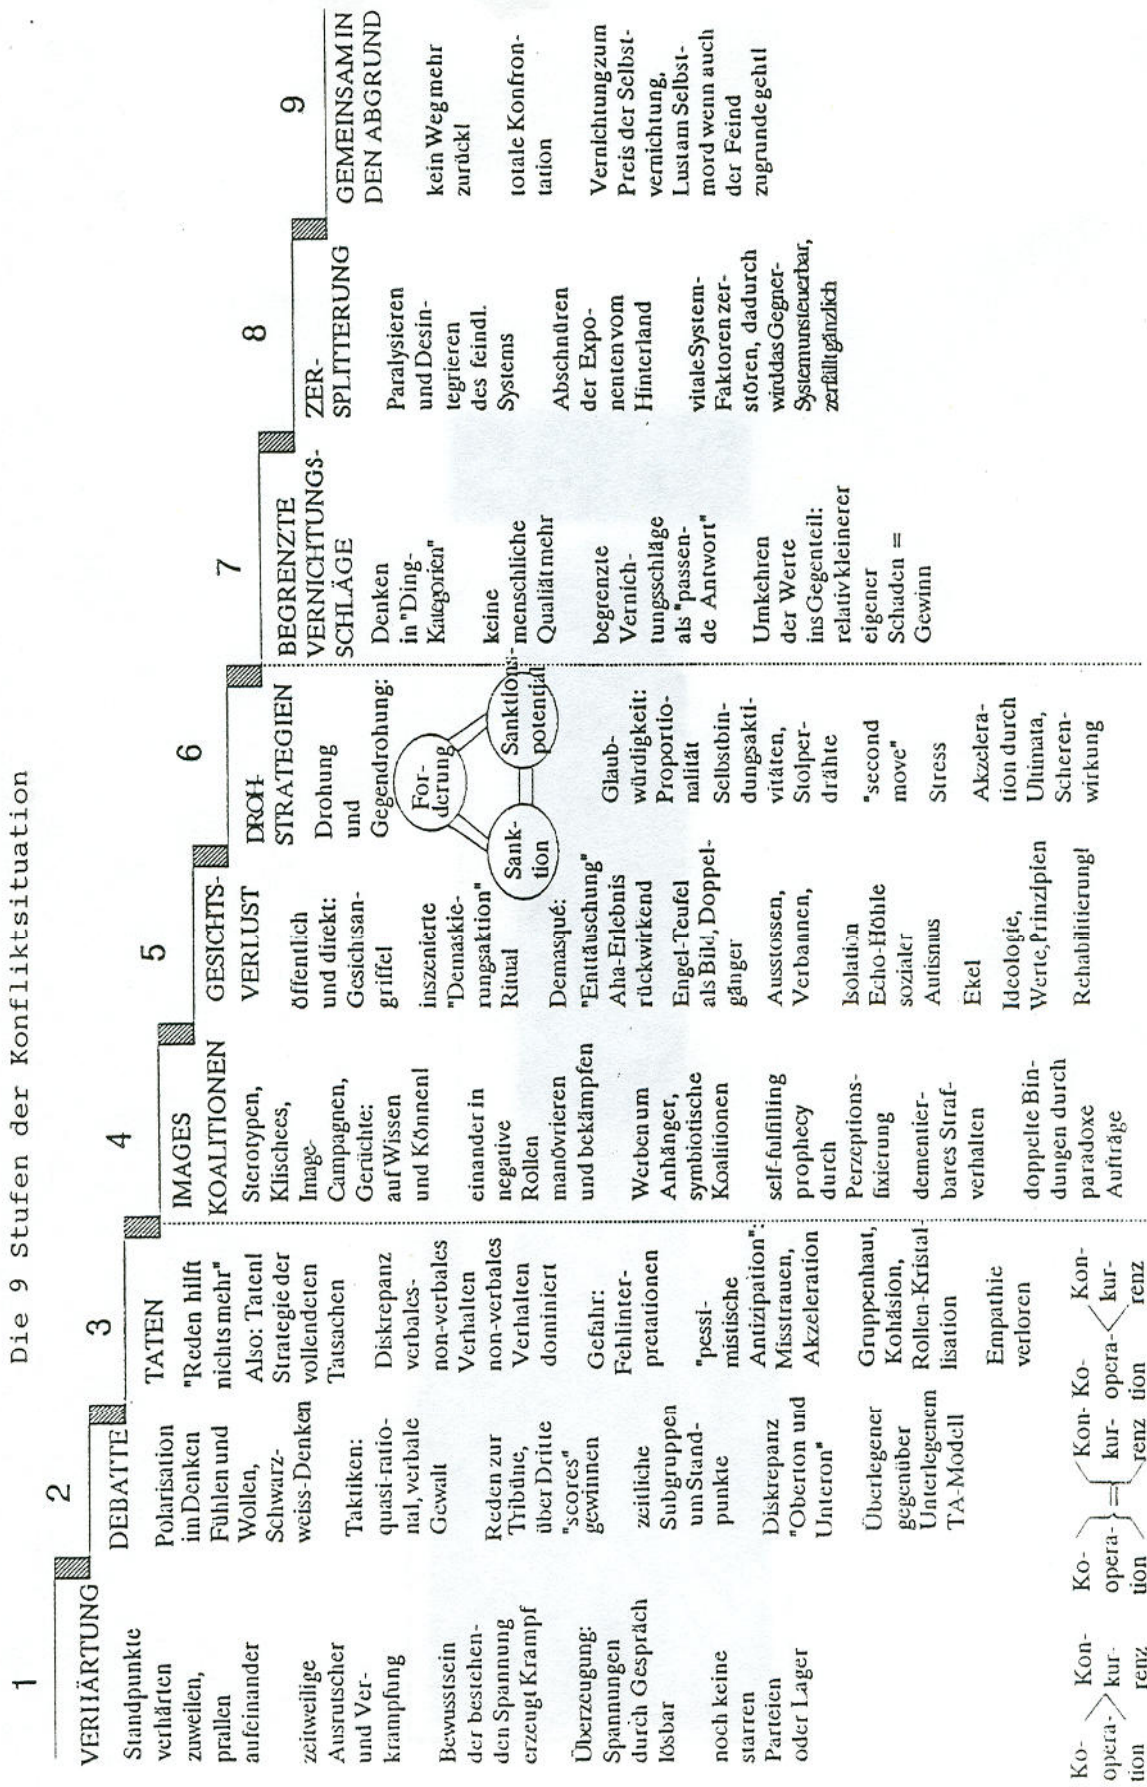 Die 9 Stufen der Konfliktsituation
1
VERHÄRTUNG
Standpunkte
verhärten
zuweilen,
prallen
aufeinander
zeitweilige
Ausrutscher
und Ver-
krampfung
Bewusstsein
der bestehen-
den Spannung
erzeugt Krampf
Überzeugung:
Spannungen
durch Gespräch
lösbar
noch keine
starren
Parteien
oder Lager
2
DEBATTE
Polarisation
im Denken
Fühlen und
Wollen,
Schwarz-
weiss-Denken
Taktiken:
quasi-ratio-
nal, verbale
Gewalt
Reden zur
Tribüne,
über Dritte
"scores"
gewinnen
zeitliche
Subgruppen
um Stand-
punkte
Diskrepanz
"Oberton und
Unteron"
Überlegener
gegenüber
Unterlegenem
TA-Modell
3
TATEN
"Reden hilft
nichts mehr"
Also: Taten!
Strategie der
vollendeten
Tatsachen
Diskrepanz
verbales-
non-verbales
Verhalten
non-verbales
Verhalten
dominiert
Gefahr:
Fehlinter-
pretationen
"pessi-
mistische
Antizipation":
Misstrauen,
Akzeleration
Gruppenhaut,
Kohäsion,
Rollen-Kristal-
lisation
Empathie
verloren
4
IMAGES
KOALITIONEN
Sterotypen,
Klischees,
Image-
Campagnen,
Gerüchte:
auf Wissen
und Können!
einander in
negative
Rollen
manövrieren
und bekämpfen
Werben um
Anhänger,
symbiotische
Koalitionen
self-fulfilling
prophecy
durch
Perzeptions-
fixierung
dementier-
bares Straf-
verhalten
doppelte Bin-
dungen durch
paradoxe
Aufträge
5
GESICHTS-
VERLUST
öffentlich
und direkt:
Gesichtsan-
griffe!
inszenierte
"Demaskie-
rungsaktion"
Ritual
Demasqué:
"Enttäuschung"
Aha-Erlebnis
rückwirkend
Engel-Teufel
als Bild, Doppel-
gänger
Ausstossen,
Verbannen,
Isolation
Echo-Höhle
sozialer
Autismus
Ekel
Ideologie,
Werte, Prinzipien
Rehabilitierung!
6
DROH-
STRATEGIEN
Drohung
und
Gegendrohung:
For-
derung
Sank-
tion
Sanktions-
potential
Glaub-
würdigkeit:
Proportio-
nalität
Selbstbin-
dungsakti-
vitäten,
Stolper-
drähte
"second
move"
Stress
Akzelera-
tion durch
Ultimata,
Scheren-
wirkung
7
BEGRENZTE
VERNICHTUNGS-
SCHLÄGE
Denken
in "Ding-
Kategorien"
keine
menschliche
Qualiät mehr
begrenzte
Vernich-
tungsschläge
als "passen-
de Antwort"
Umkehren
der Werte
ins Gegenteil:
relativ kleinerer
eigener
Schaden =
Gewinn
8
ZER-
SPLITTERUNG
Paralysieren
und Desin-
tegrieren
des feindl.
Systems
Abschnüren
der Expo-
nenten vom
Hinterland
vitale System-
Faktoren zer-
stören, dadurch
wird das Gegner-
System unsteuerbar,
zerfällt gänzlich
9
GEMEINSAM IN
DEN ABGRUND
kein Weg mehr
zurück!
totale Konfron-
tation
Vernichtung zum
Preis der Selbst-
vernichtung,
Lust am Selbst-
mord wenn auch
der Feind
zugrunde geht!
Ko-
opera-
tion
Kon-
kur-
renz
Ko-
opera-
tion
=
Kon-
kur-
renz
Ko-
opera-
tion
Kon-
kur-
renz